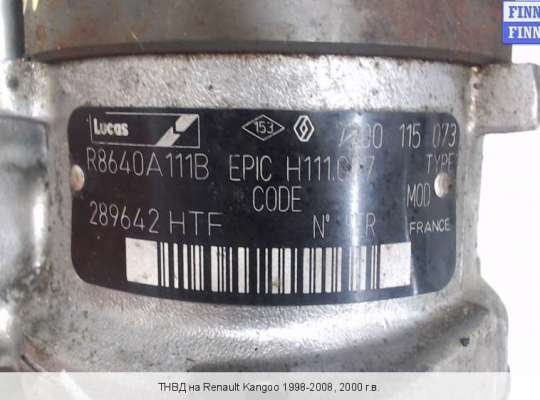 FINN
FINN
Lucas 153 115 073
R8640A111B EPIC TYPE
CODE MOD
289642 HTF N° FRANCE
ТНВД на Renault Kangoo 1998-2008, 2000 г.в.